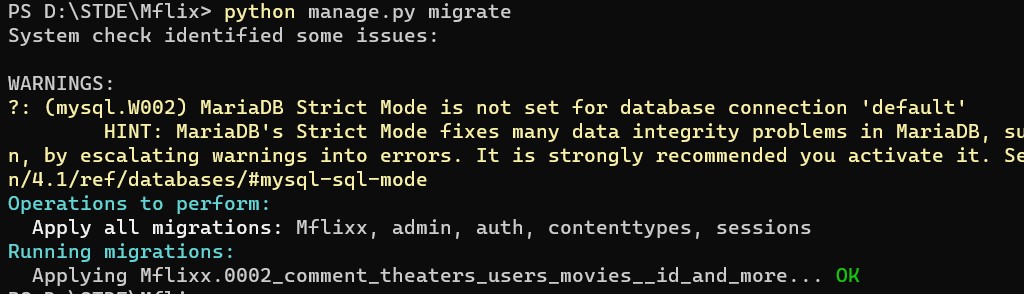 PS D:\STDE\Mflix> python manage.py migrate
System check identified some issues:
WARNINGS:
?: (mysql.W002) MariaDB Strict Mode is not set for database connection 'default'
HINT: MariaDB's Strict Mode fixes many data integrity problems in MariaDB, su
n, by escalating warnings into errors. It is strongly recommended you activate it. Se
n/4.1/ref/databases/#mysql-sql-mode
Operations to perform:
Apply all migrations: Mflixx, admin, auth, contenttypes, sessions
Running migrations:
Applying Mflixx.0002_comment_theaters_users_movies__id_and_more... OK